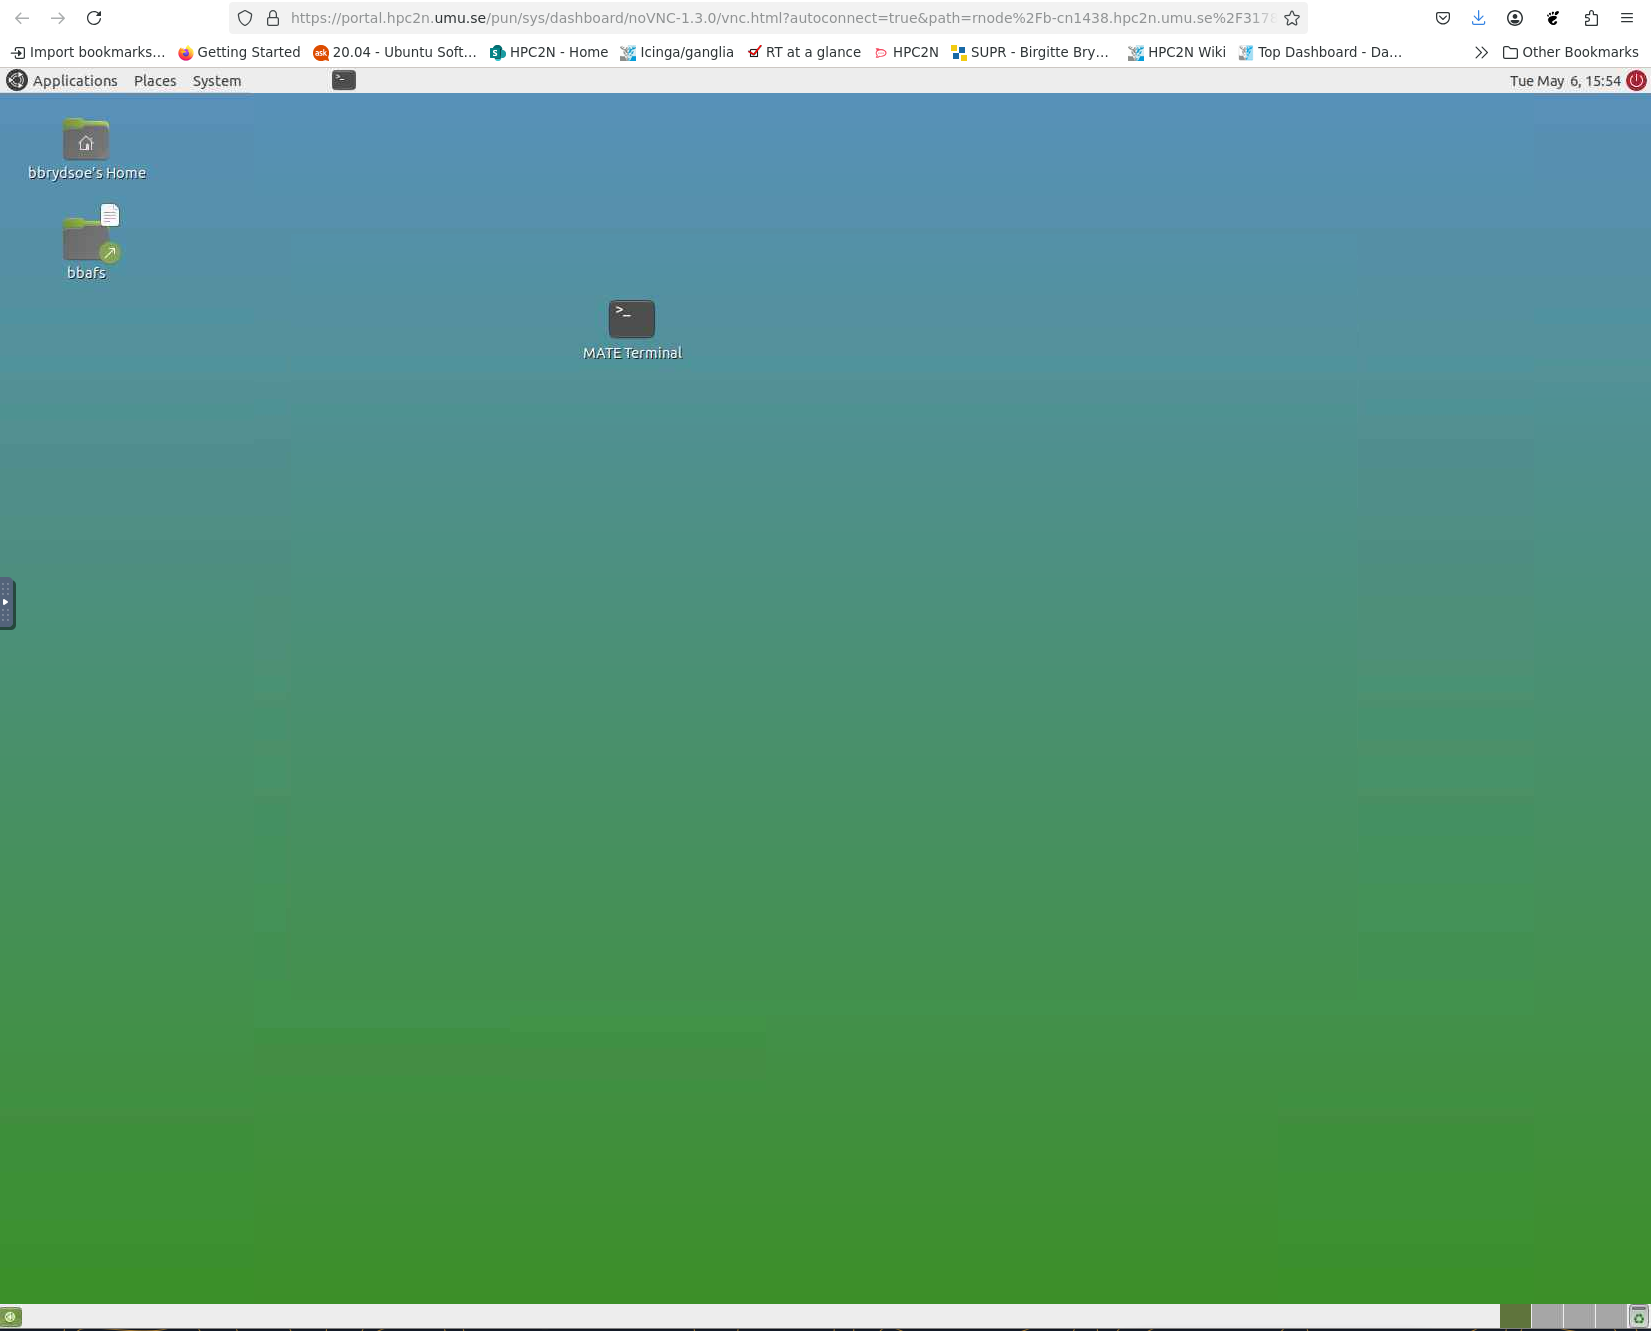 https://portal.hpc2n.umu.se/pun/sys/dashboard/noVNC-1.3.0/vnc.html?autoconnect=true&path=rnode%2Fb-cn1438.hpc2n.umu.se%2F3178
Import bookmarks... Getting Started 20.04 - Ubuntu Soft... HPC2N - Home Icinga/ganglia RT at a glance HPC2N SUPR - Birgitte Bry... HPC2N Wiki Top Dashboard - Da... Other Bookmarks
Applications Places System Tue May 6, 15:54
bbrydsoe's Home
bbafs
>_
MATE Terminal